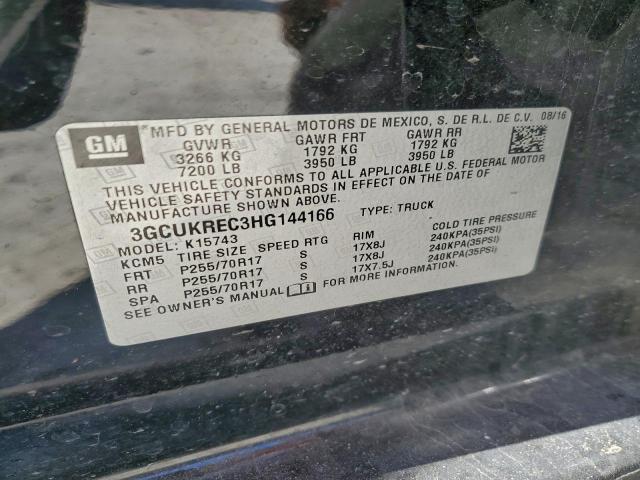 GM MFD BY GENERAL MOTORS DE MEXICO, S. DE R.L. DE C.V. 08/16
GVWR GAWR FRT GAWR RR
3266 KG 1792 KG 1792 KG
7200 LB 3950 LB 3950 LB
THIS VEHICLE CONFORMS TO ALL APPLICABLE U.S. FEDERAL MOTOR
VEHICLE SAFETY STANDARDS IN EFFECT ON THE DATE OF
MANUFACTURE SHOWN ABOVE.
3GCUKREC3HG144166 TYPE: TRUCK
MODEL: K15743
KCM5 TIRE SIZE SPEED RTG RIM COLD TIRE PRESSURE
FRT P255/70R17 S 17X8J 240KPA(35PSI)
RR P255/70R17 S 17X8J 240KPA(35PSI)
SPA P255/70R17 S 17X7.5J 240KPA(35PSI)
SEE OWNER'S MANUAL